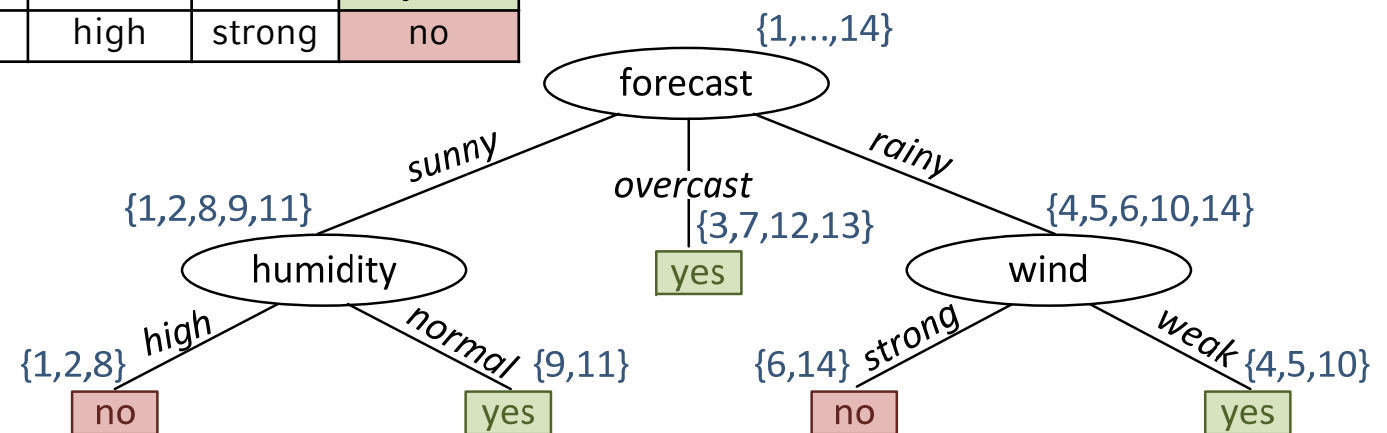 high strong no
{1,...,14}
forecast
sunny
overcast
rainy
{1,2,8,9,11}
{3,7,12,13}
{4,5,6,10,14}
humidity
yes
wind
high
normal
strong
weak
{1,2,8}
{9,11}
{6,14}
{4,5,10}
no
yes
no
yes